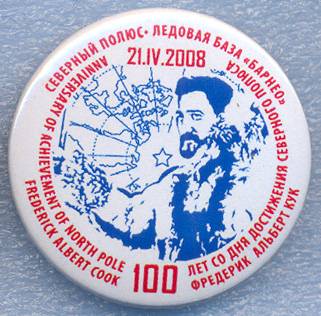 СЕВЕРНЫЙ ПОЛЮС • ЛЕДОВАЯ БАЗА «БАРНЕО»
21.IV.2008
ANNIVERSARY OF ACHIEVEMENT OF NORTH POLE
FREDERICK ALBERT COOK
100
ЛЕТ СО ДНЯ ДОСТИЖЕНИЯ СЕВЕРНОГО ПОЛЮСА
ФРЕДЕРИК АЛЬБЕРТ КУК